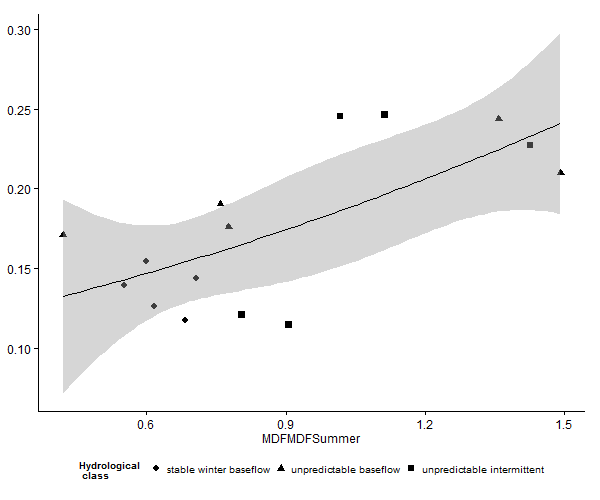 0.30
0.25
0.20
0.15
0.10
0.6 0.9 1.2 1.5
MDFMDFSummer
Hydrological
class
stable winter baseflow unpredictable baseflow unpredictable intermittent